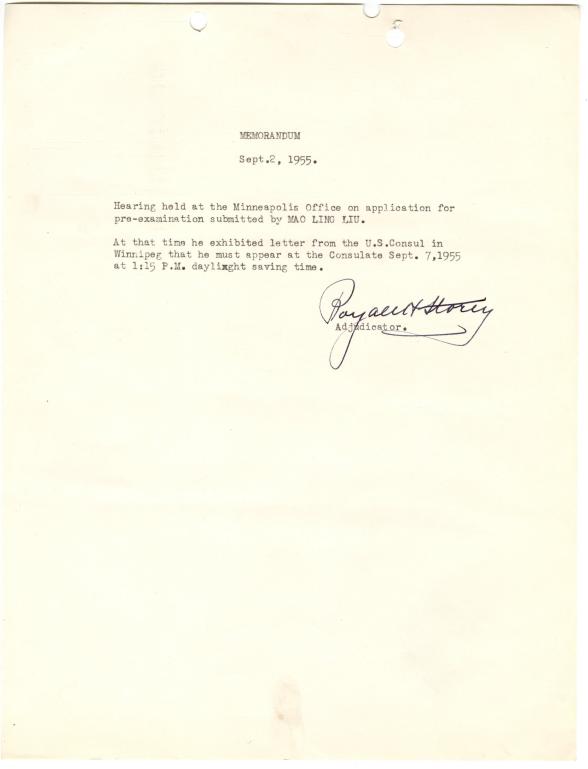 MEMORANDUM
Sept.2, 1955.
Hearing held at the Minneapolis Office on application for
pre-examination submitted by MAO LING LIU.
At that time he exhibited letter from the U.S.Consul in
Winnipeg that he must appear at the Consulate Sept. 7,1955
at 1:15 P.M. daylixght saving time.
Royall H Storey
Adjudicator.